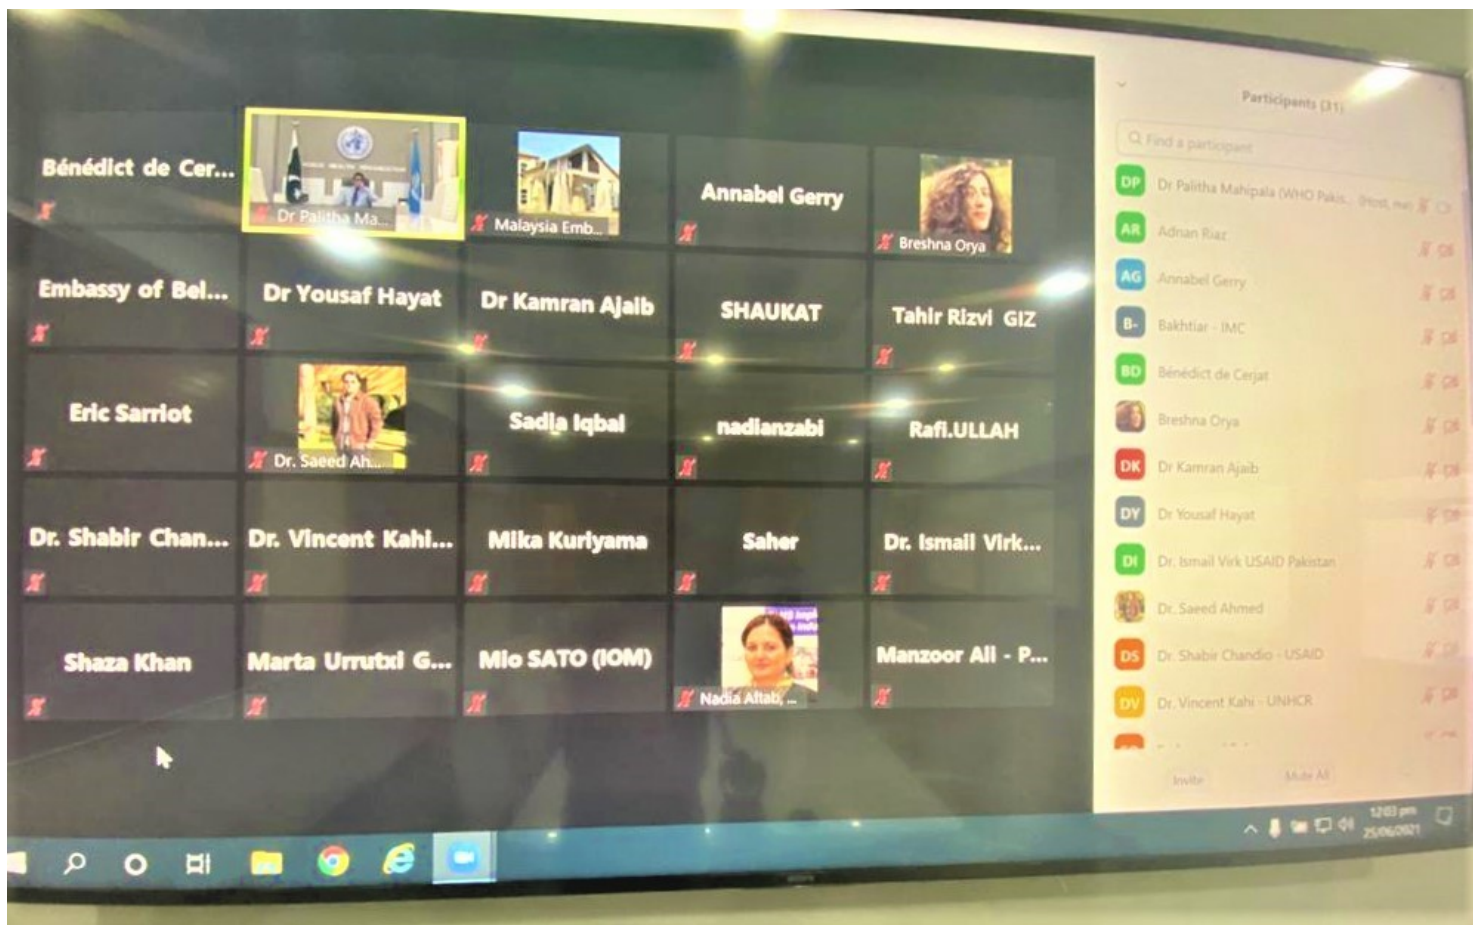 Bénédict de Cer...
Dr Palitha Ma...
Malaysia Emb...
Annabel Gerry
Breshna Orya
Embassy of Bel...
Dr Yousaf Hayat
Dr Kamran Ajaib
SHAUKAT
Tahir Rizvi GIZ
Eric Sarriot
Dr. Saeed Ah...
Sadia Iqbal
nadianzabi
Rafi.ULLAH
Dr. Shabir Chan...
Dr. Vincent Kahi...
Mika Kuriyama
Saher
Dr. Ismail Virk...
Shaza Khan
Marta Urrutxi G...
Mio SATO (IOM)
Nadia Aftab, ...
Manzoor Ali - P...
Participants (31)
Find a participant
DP Dr Palitha Mahipala (WHO Pakis... (Host, me)
AR Adnan Riaz
AG Annabel Gerry
B- Bakhtiar - IMC
BD Bénédict de Cerjat
Breshna Orya
DK Dr Kamran Ajaib
DY Dr Yousaf Hayat
DI Dr. Ismail Virk USAID Pakistan
Dr. Saeed Ahmed
DS Dr. Shabir Chandio - USAID
DV Dr. Vincent Kahi - UNHCR
Invite
Mute All
12:03 pm
25/06/2021